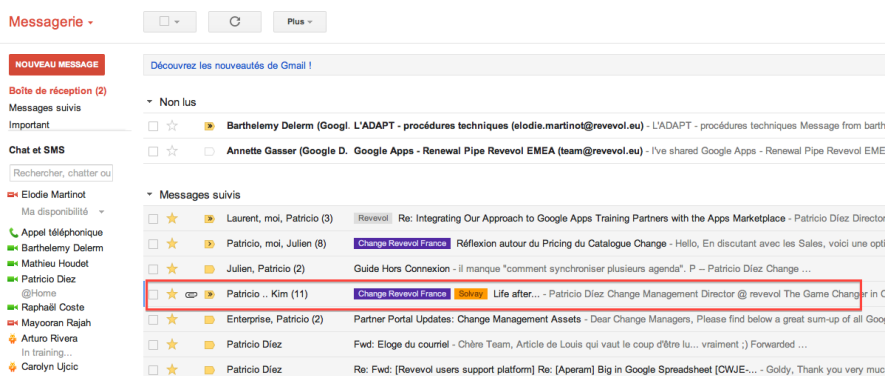 Messagerie
Plus
NOUVEAU MESSAGE
Découvrez les nouveautés de Gmail !
Boîte de réception (2)
Messages suivis
Important
Non lus
Barthelemy Delerm (Googl. L'ADAPT - procédures techniques (elodie.martinot@revevol.eu) - L'ADAPT - procédures techniques Message from barth
Annette Gasser (Google D. Google Apps - Renewal Pipe Revevol EMEA (team@revevol.eu) - I've shared Google Apps - Renewal Pipe Revevol EME
Chat et SMS
Rechercher, chatter ou
Elodie Martinot
Ma disponibilité
Appel téléphonique
Barthelemy Delerm
Mathieu Houdet
Patricio Diez
@Home
Raphaël Coste
Mayooran Rajah
Arturo Rivera
In training...
Carolyn Ujcic
Messages suivis
Laurent, moi, Patricio (3) Revevol Re: Integrating Our Approach to Google Apps Training Partners with the Apps Marketplace - Patricio Díez Director
Patricio, moi, Julien (8) Change Revevol France Réflexion autour du Pricing du Catalogue Change - Hello, En discutant avec les Sales, voici une opti
Julien, Patricio (2) Guide Hors Connexion - il manque "comment synchroniser plusieurs agenda". P -- Patricio Díez Change ...
Patricio .. Kim (11) Change Revevol France Solvay Life after... - Patricio Díez Change Management Director @ revevol The Game Changer in C
Enterprise, Patricio (2) Partner Portal Updates: Change Management Assets - Dear Change Managers, Please find below a great sum-up of all Goog
Patricio Díez Fwd: Eloge du courriel - Chère Team, Article de Louis qui vaut le coup d'être lu... vraiment ;) Forwarded ...
Patricio Díez Re: Fwd: [Revevol users support platform] Re: [Aperam] Big in Google Spreadsheet [CWJE-... - Goldy, Thank you very muc